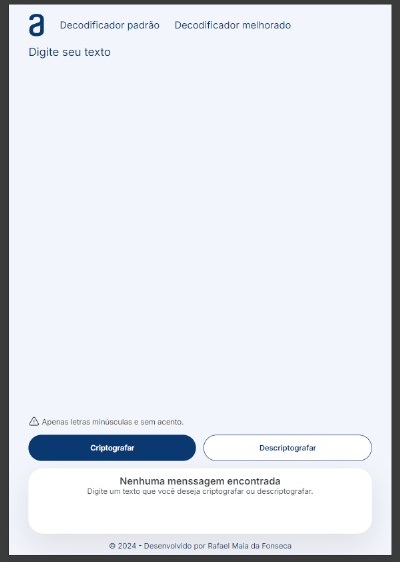 a Decodificador padrão Decodificador melhorado
Digite seu texto
Apenas letras minúsculas e sem acento.
Criptografar Descriptografar
Nenhuma menssagem encontrada
Digite um texto que você deseja criptografar ou descriptografar.
© 2024 - Desenvolvido por Rafael Maia da Fonseca